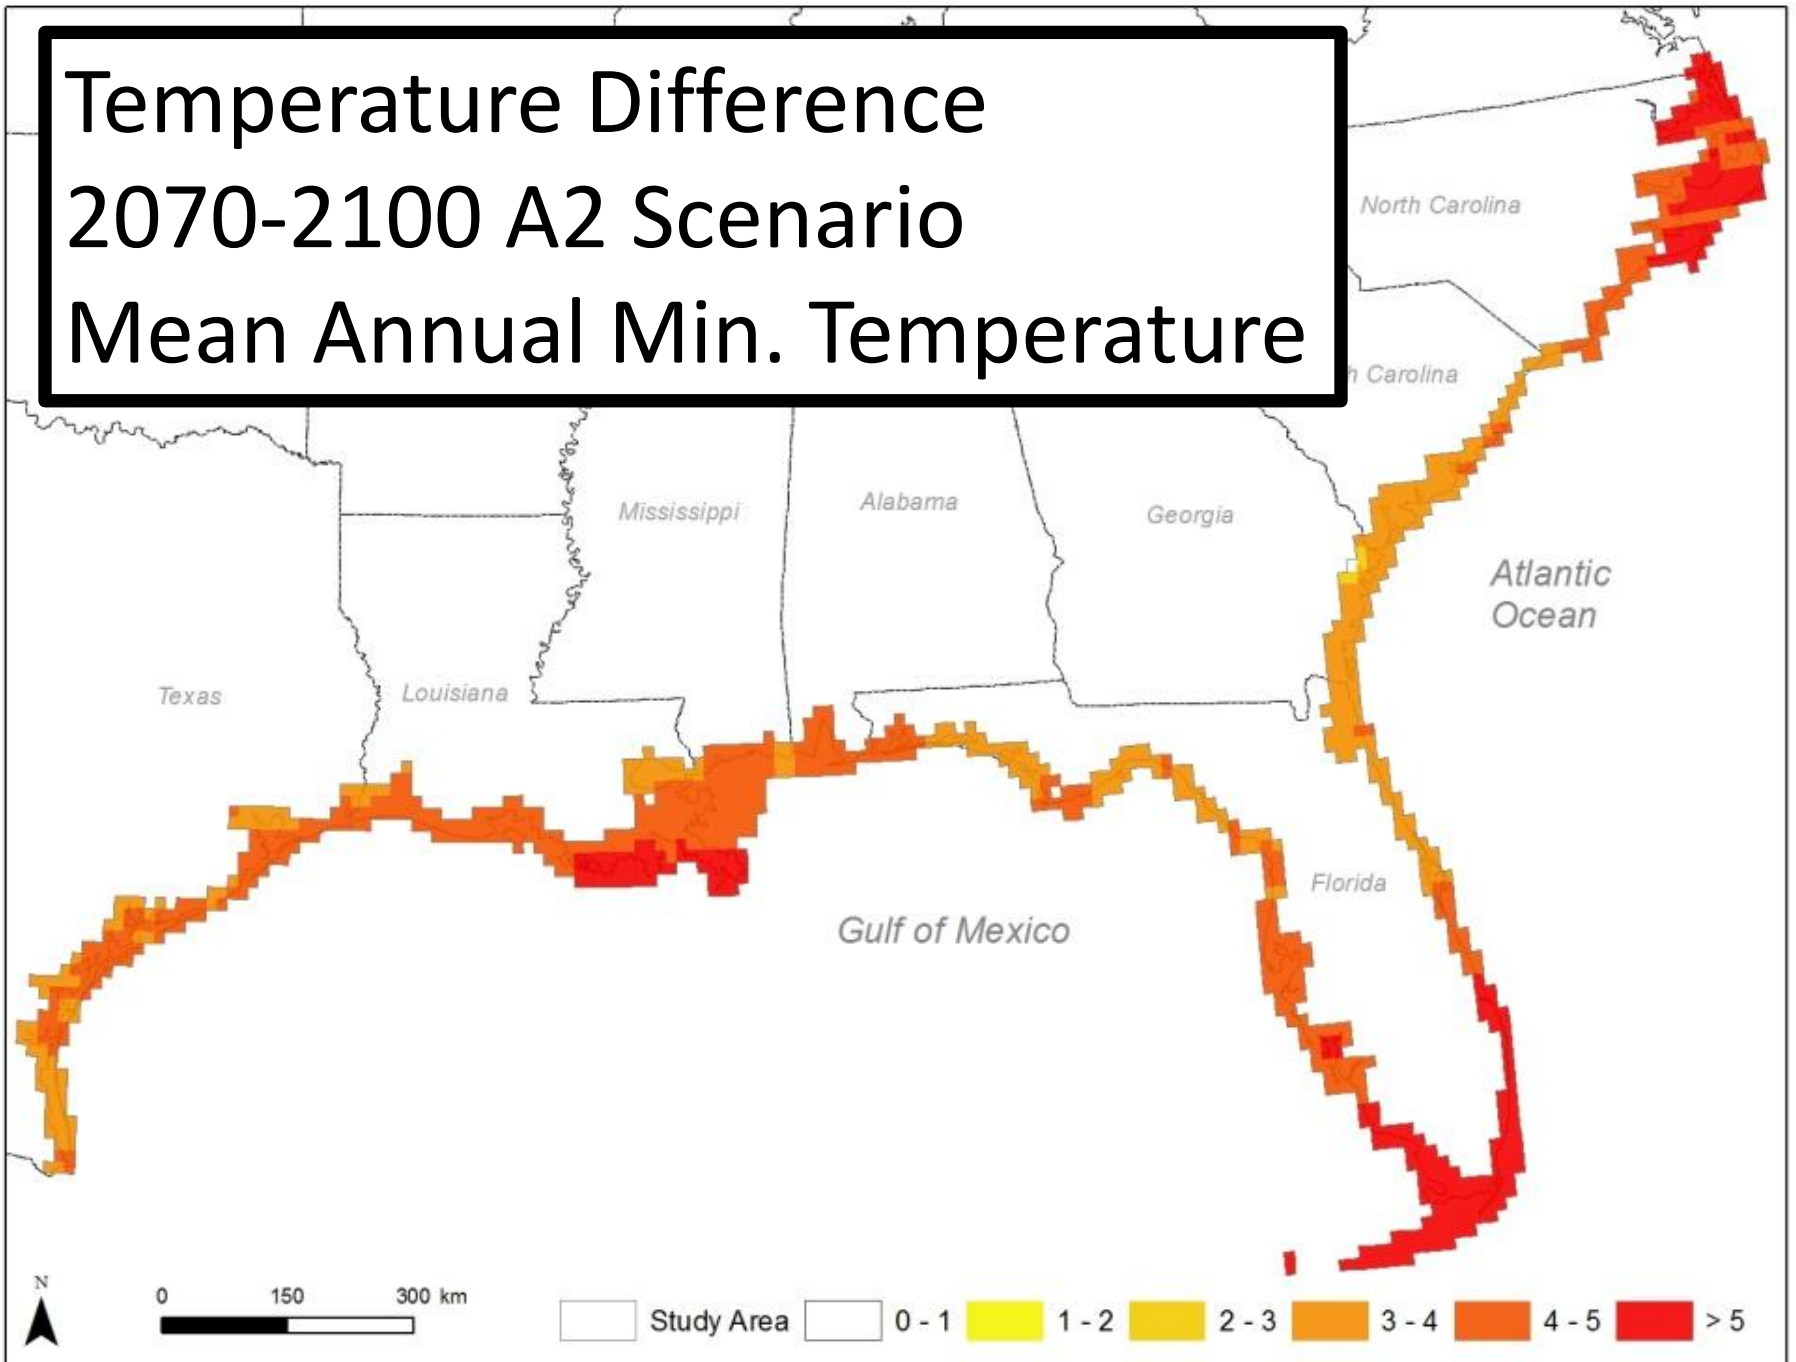 Temperature Difference
2070-2100 A2 Scenario
Mean Annual Min. Temperature
North Carolina
h Carolina
Mississippi
Alabama
Georgia
Atlantic
Ocean
Texas
Louisiana
Florida
Gulf of Mexico
N
0 150 300 km
Study Area 0 - 1 1 - 2 2 - 3 3 - 4 4 - 5 > 5